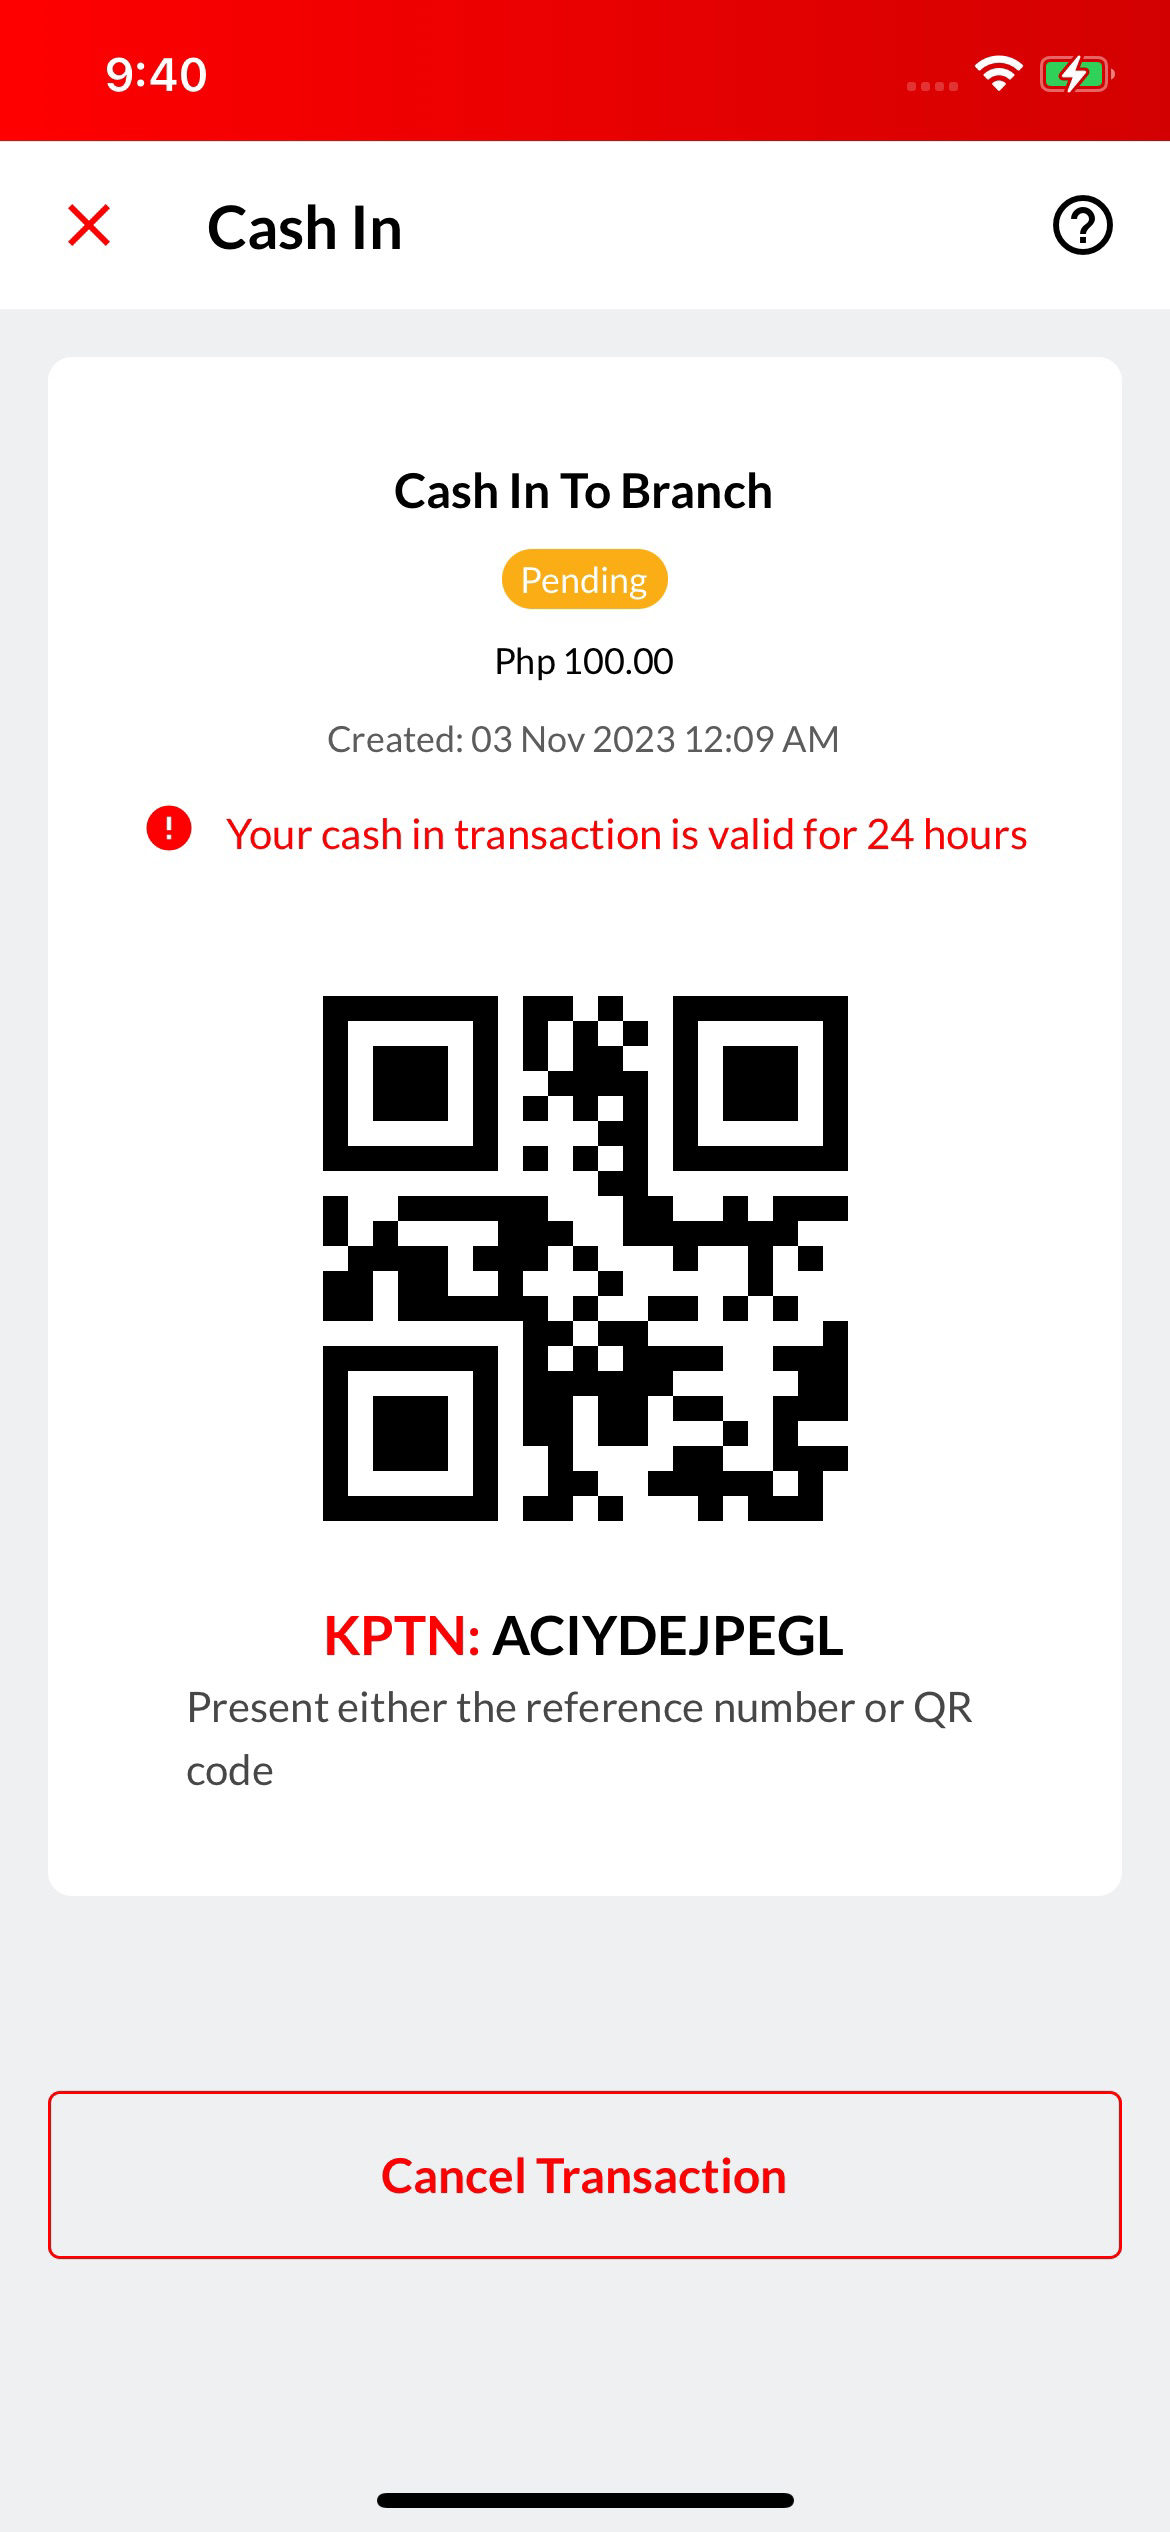 9:40
Cash In
Cash In To Branch
Pending
Php 100.00
Created: 03 Nov 2023 12:09 AM
Your cash in transaction is valid for 24 hours
KPTN: ACIYDEJPEGL
Present either the reference number or QR
code
Cancel Transaction